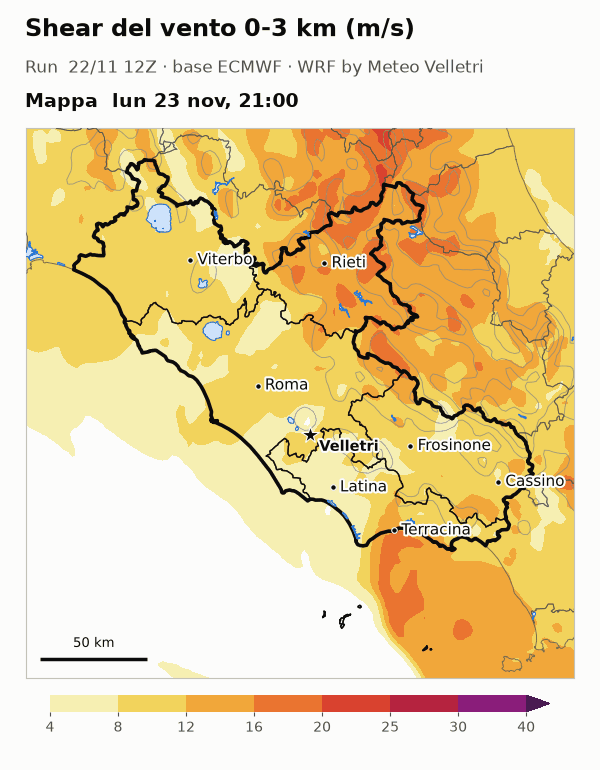 Shear del vento 0-3 km (m/s)
Run  22/11 12Z · base ECMWF · WRF by Meteo Velletri
Mappa  lun 23 nov, 21:00
Viterbo
Rieti
Roma
Velletri
Frosinone
Cassino
Latina
Terracina
50 km
4 8 12 16 20 25 30 40